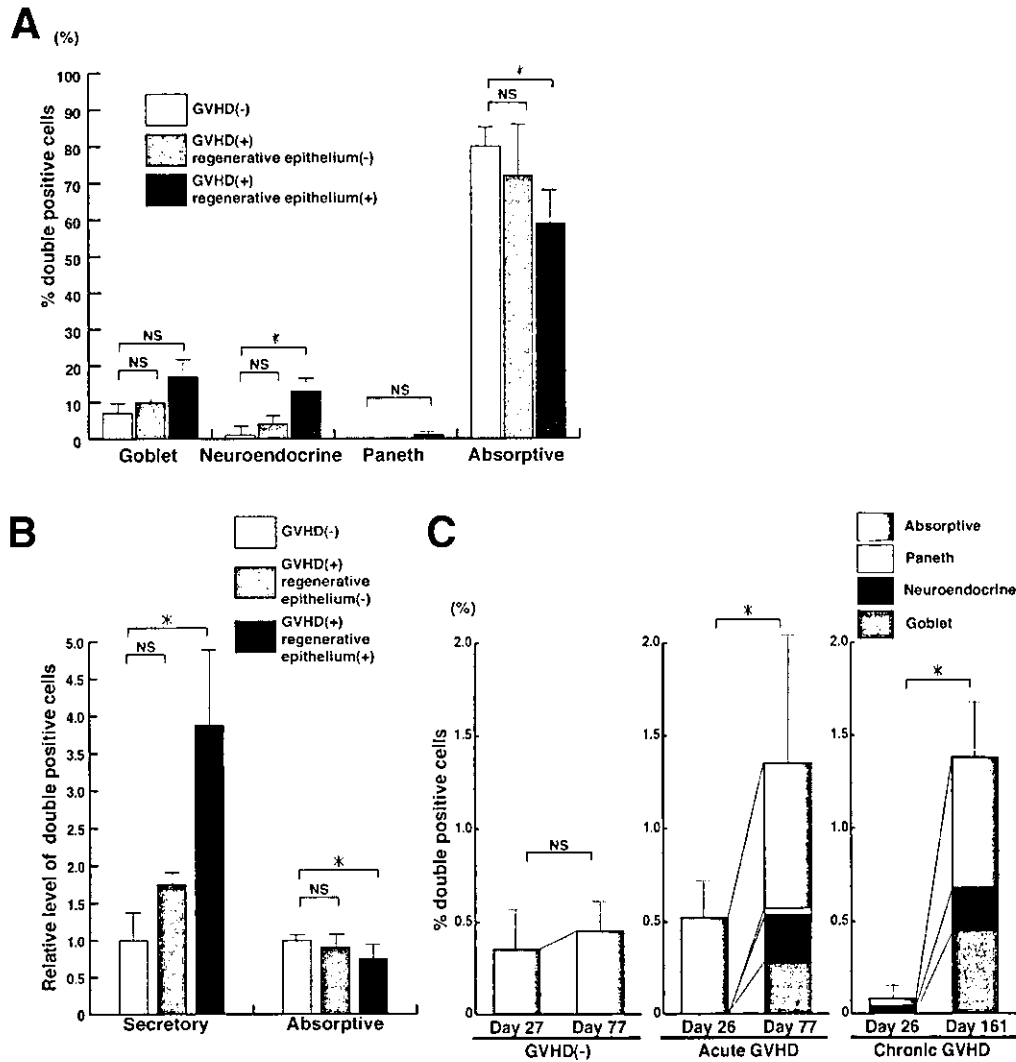 A (%)
100
90
80
70
60
50
40
30
20
10
0
% double positive cells
GVHD(-)
GVHD(+)
regenerative epithelium(-)
GVHD(+)
regenerative epithelium(+)
NS
NS
NS
*
NS
NS
*
Goblet Neuroendocrine Paneth Absorptive
B
GVHD(-)
GVHD(+)
regenerative
epithelium(-)
GVHD(+)
regenerative
epithelium(+)
5.0
4.5
4.0
3.5
3.0
2.5
2.0
1.5
1.0
0.5
0
Relative level of double positive cells
*
NS
*
NS
Secretory Absorptive
C
Absorptive
Paneth
Neuroendocrine
Goblet
(%)
% double positive cells
2.0
1.5
1.0
0.5
0
NS
Day 27 Day 77
GVHD(-)
2.0
1.5
1.0
0.5
0
*
Day 26 Day 77
Acute GVHD
2.0
1.5
1.0
0.5
0
*
Day 26 Day 161
Chronic GVHD